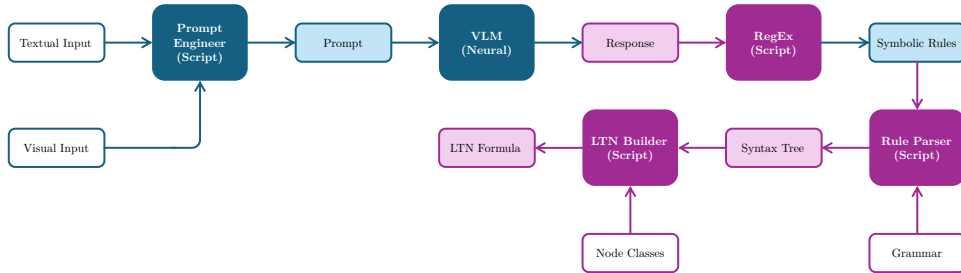 Textual Input
Prompt
Engineer
(Script)
Prompt
VLM
(Neural)
Response
RegEx
(Script)
Symbolic Rules
Visual Input
LTN Formula
LTN Builder
(Script)
Syntax Tree
Rule Parser
(Script)
Node Classes
Grammar